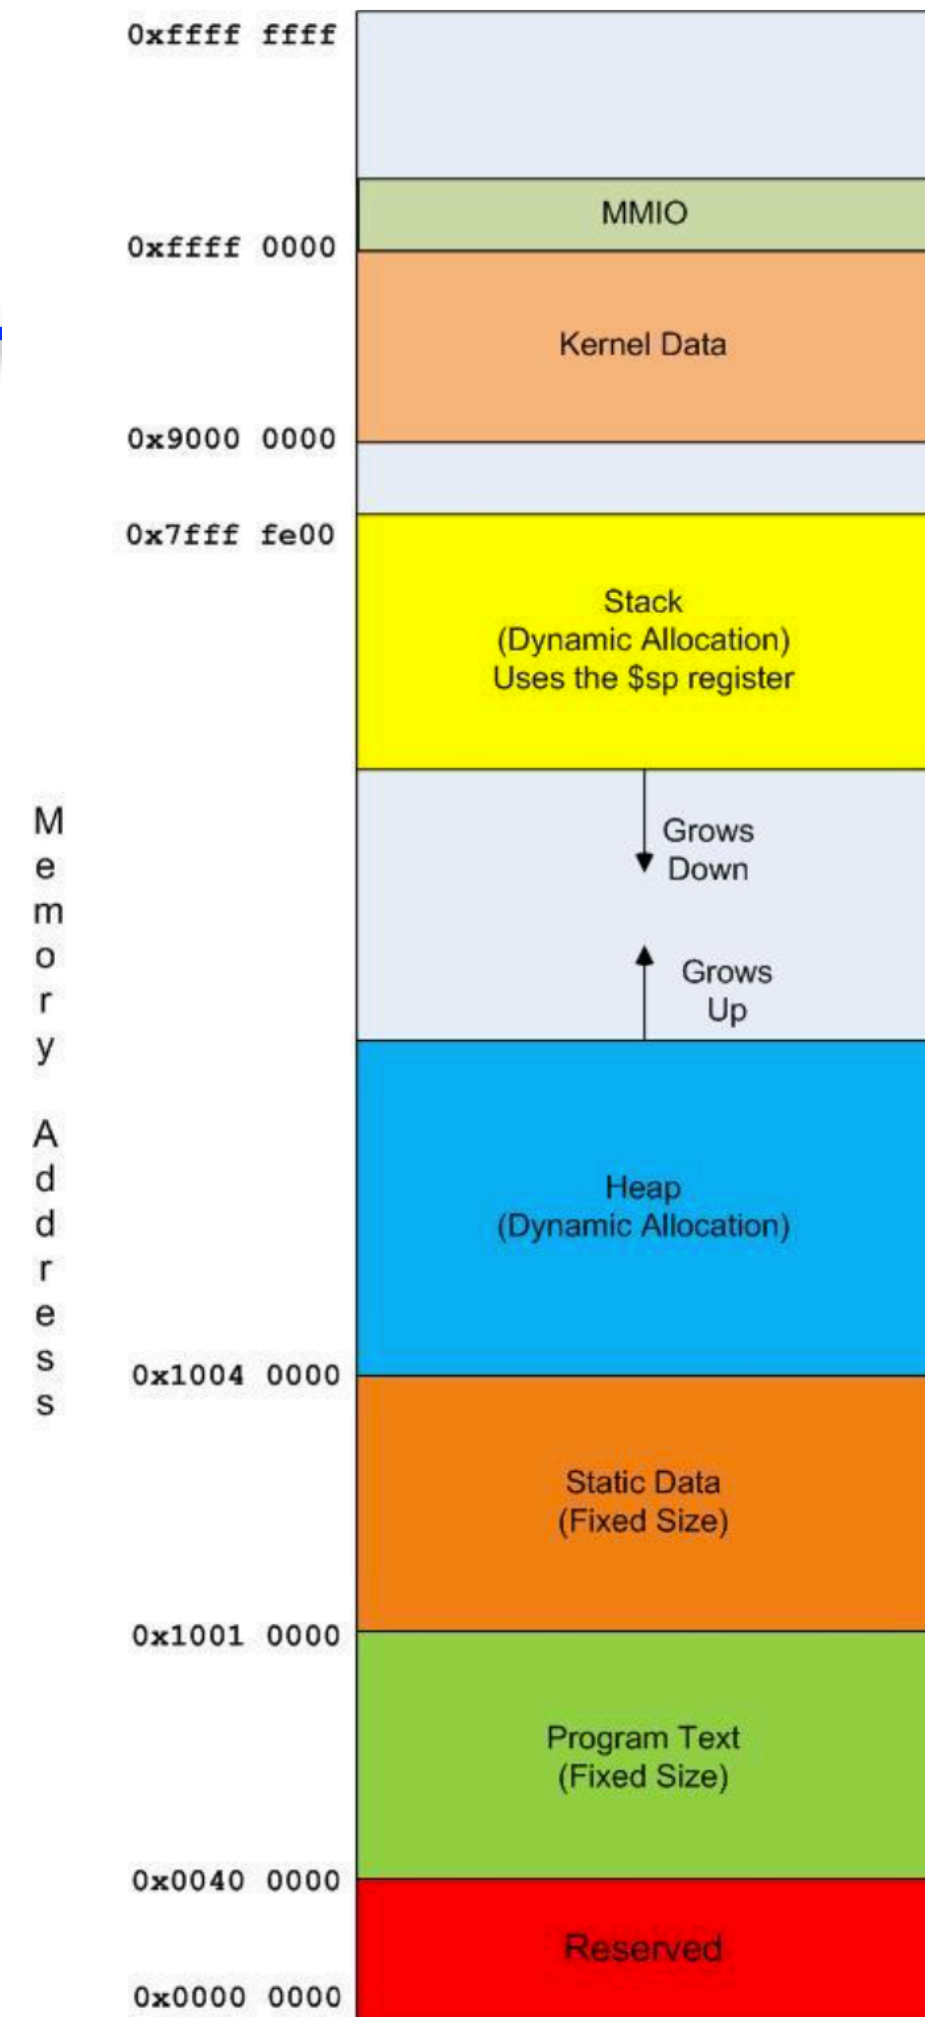 0xffff ffff
MMIO
0xffff 0000
Kernel Data
0x9000 0000
0x7fff fe00
Stack
(Dynamic Allocation)
Uses the $sp register
Grows
Down
Grows
Up
Memory Address
Heap
(Dynamic Allocation)
0x1004 0000
Static Data
(Fixed Size)
0x1001 0000
Program Text
(Fixed Size)
0x0040 0000
Reserved
0x0000 0000